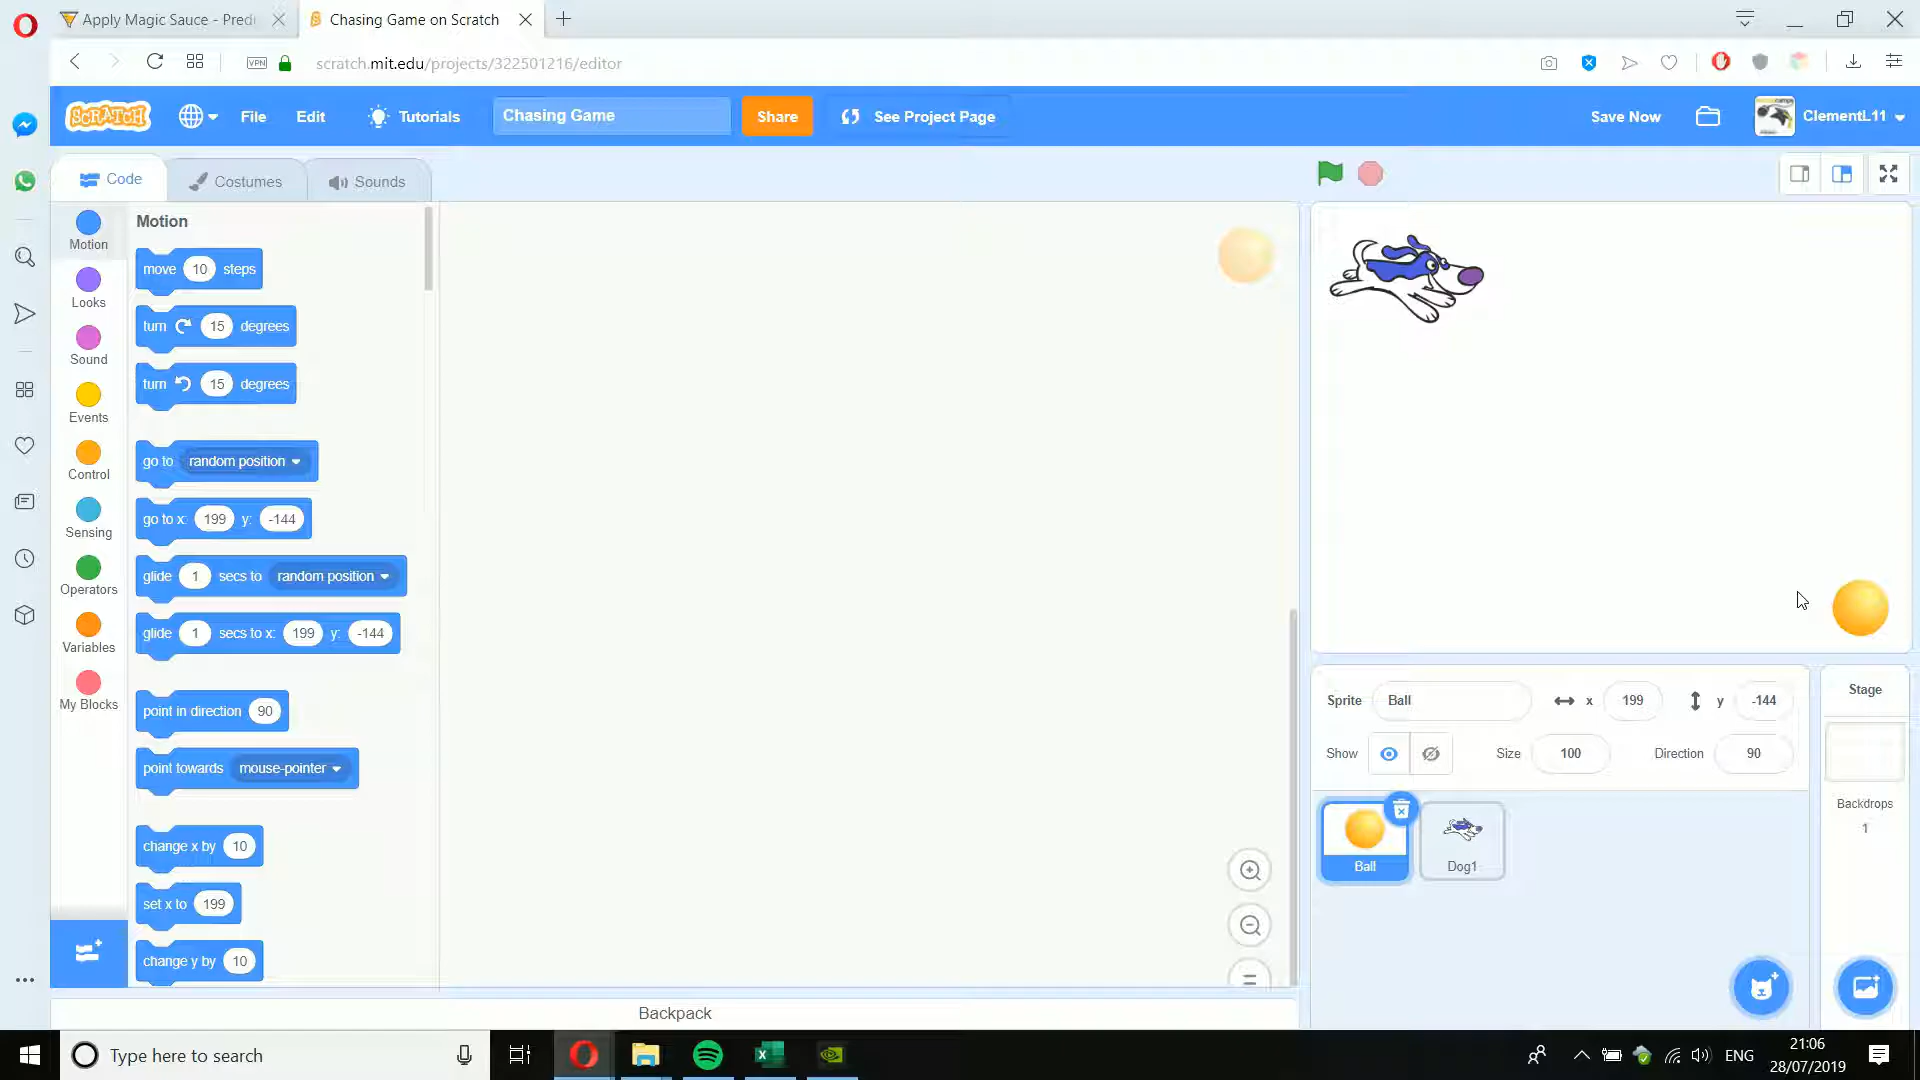 Apply Magic Sauce - Pred
Chasing Game on Scratch
VPN
scratch.mit.edu/projects/322501216/editor
SCRATCH
File
Edit
Tutorials
Chasing Game
Share
See Project Page
Save Now
ClementL11
Code
Costumes
Sounds
Motion
Looks
Sound
Events
Control
Sensing
Operators
Variables
My Blocks
Motion
move 10 steps
turn 15 degrees
turn 15 degrees
go to random position
go to x: 199 y: -144
glide 1 secs to random position
glide 1 secs to x: 199 y: -144
point in direction 90
point towards mouse-pointer
change x by 10
set x to 199
change y by 10
Backpack
Sprite Ball x 199 y -144
Show Size 100 Direction 90
Ball
Dog1
Stage
Backdrops
1
Type here to search
ENG
21:06
28/07/2019